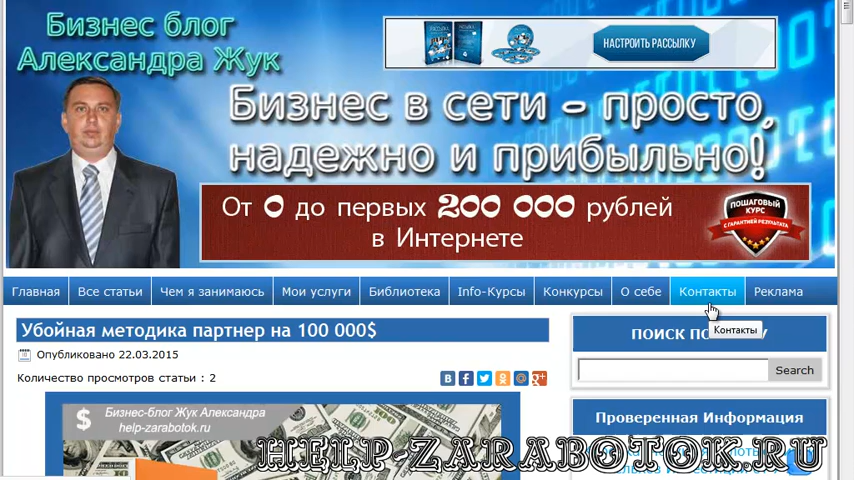 Бизнес блог
Александра Жук
НАСТРОИТЬ РАССЫЛКУ
Бизнес в сети - просто,
надежно и прибыльно!
От 0 до первых 200 000 рублей
в Интернете
ПОШАГОВЫЙ
КУРС
С ГАРАНТИЕЙ РЕЗУЛЬТАТА
Главная
Все статьи
Чем я занимаюсь
Мои услуги
Библиотека
Info-Курсы
Конкурсы
О себе
Контакты
Реклама
Контакты
Убойная методика партнер на 100 000$
Опубликовано 22.03.2015
Количество просмотров статьи : 2
ПОИСК
Search
Проверенная Информация
$ Бизнес-блог Жук Александра
help-zarabotok.ru
HELP-ZARABOTOK.RU